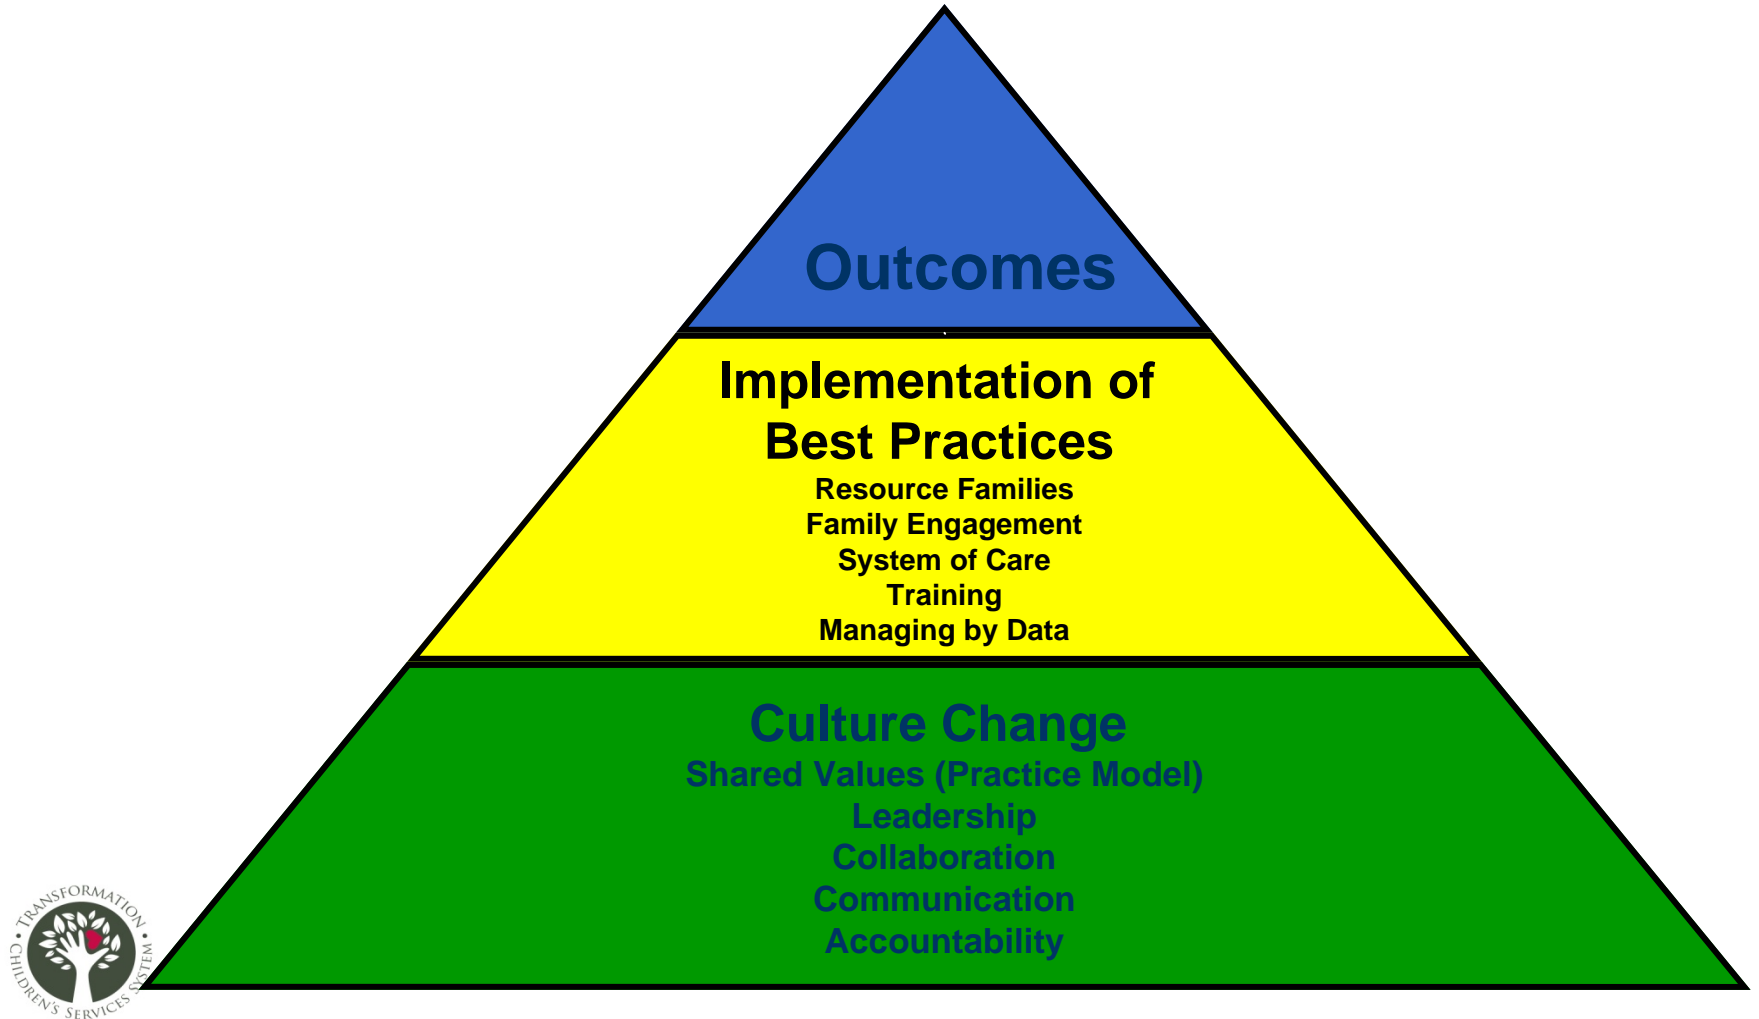 Outcomes
Implementation of
Best Practices
Resource Families
Family Engagement
System of Care
Training
Managing by Data
Culture Change
Shared Values (Practice Model)
Leadership
Collaboration
Communication
Accountability
• TRANSFORMATION •
CHILDREN'S SERVICES SYSTEM